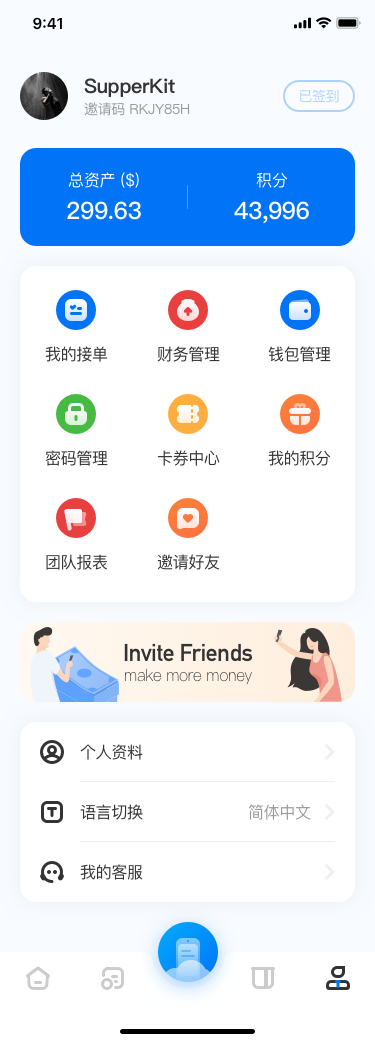 9:41
SupperKit
邀请码 RKJY85H
已签到
总资产 ($)
积分
299.63
43,996
我的接单
财务管理
钱包管理
密码管理
卡券中心
我的积分
团队报表
邀请好友
Invite Friends
make more money
个人资料
语言切换
简体中文
我的客服